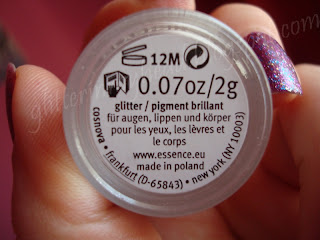 12M
0.07oz/2g
glitter / pigment brillant
für augen, lippen und körper
pour les yeux, les lèvres et
le corps
www.essence.eu
made in poland
cosnova • frankfurt (D-65843) • new york (NY 10003)